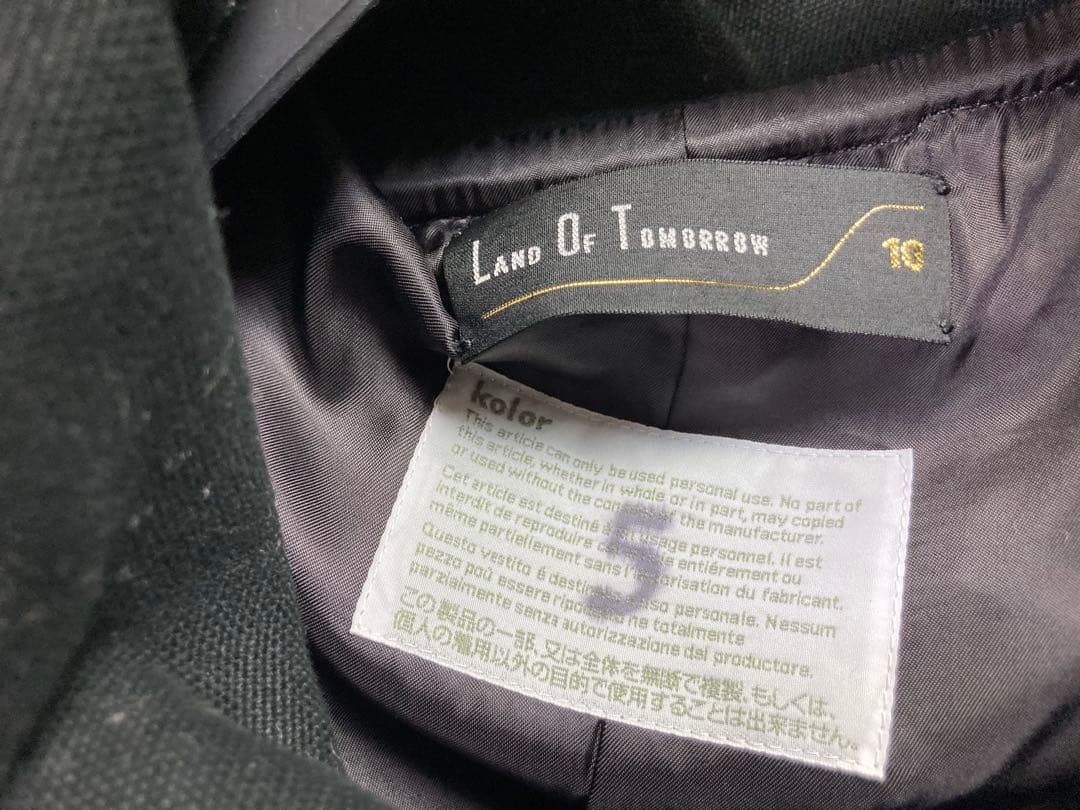 LAND OF TOMORROW
10
kolor
This article can only be used personal use. No part of
this article, whether in whole or in part, may copied
or used without the consent of the manufacturer.
Cet article est destiné à un usage personnel. Il est
interdit de reproduire cet article entiérement ou
même partiellement sans l'autorisation du fabricant.
Questo vestito é destinato uso personale. Nessum
pezzo poù essere riprodotto ne totalmente
parzialmente senza autorizzazione del productore.
この製品の一部、又は全体を無断で複製、もしくは、
個人の着用以外の目的で使用することは出来ません。
5